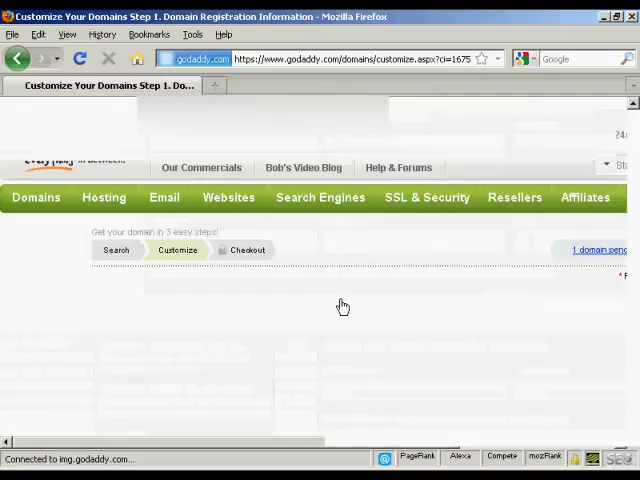 Customize Your Domains Step 1. Domain Registration Information - Mozilla Firefox
File Edit View History Bookmarks Tools Help
godaddy.com https://www.godaddy.com/domains/customize.aspx?ci=1675 Google
Customize Your Domains Step 1. Do...
24
Our Commercials Bob's Video Blog Help & Forums
Domains Hosting Email Websites Search Engines SSL & Security Resellers Affiliates
Get your domain in 3 easy steps!
Search Customize Checkout 1 domain pend
*
Connected to img.godaddy.com... PageRank Alexa Compete mozRank SEO